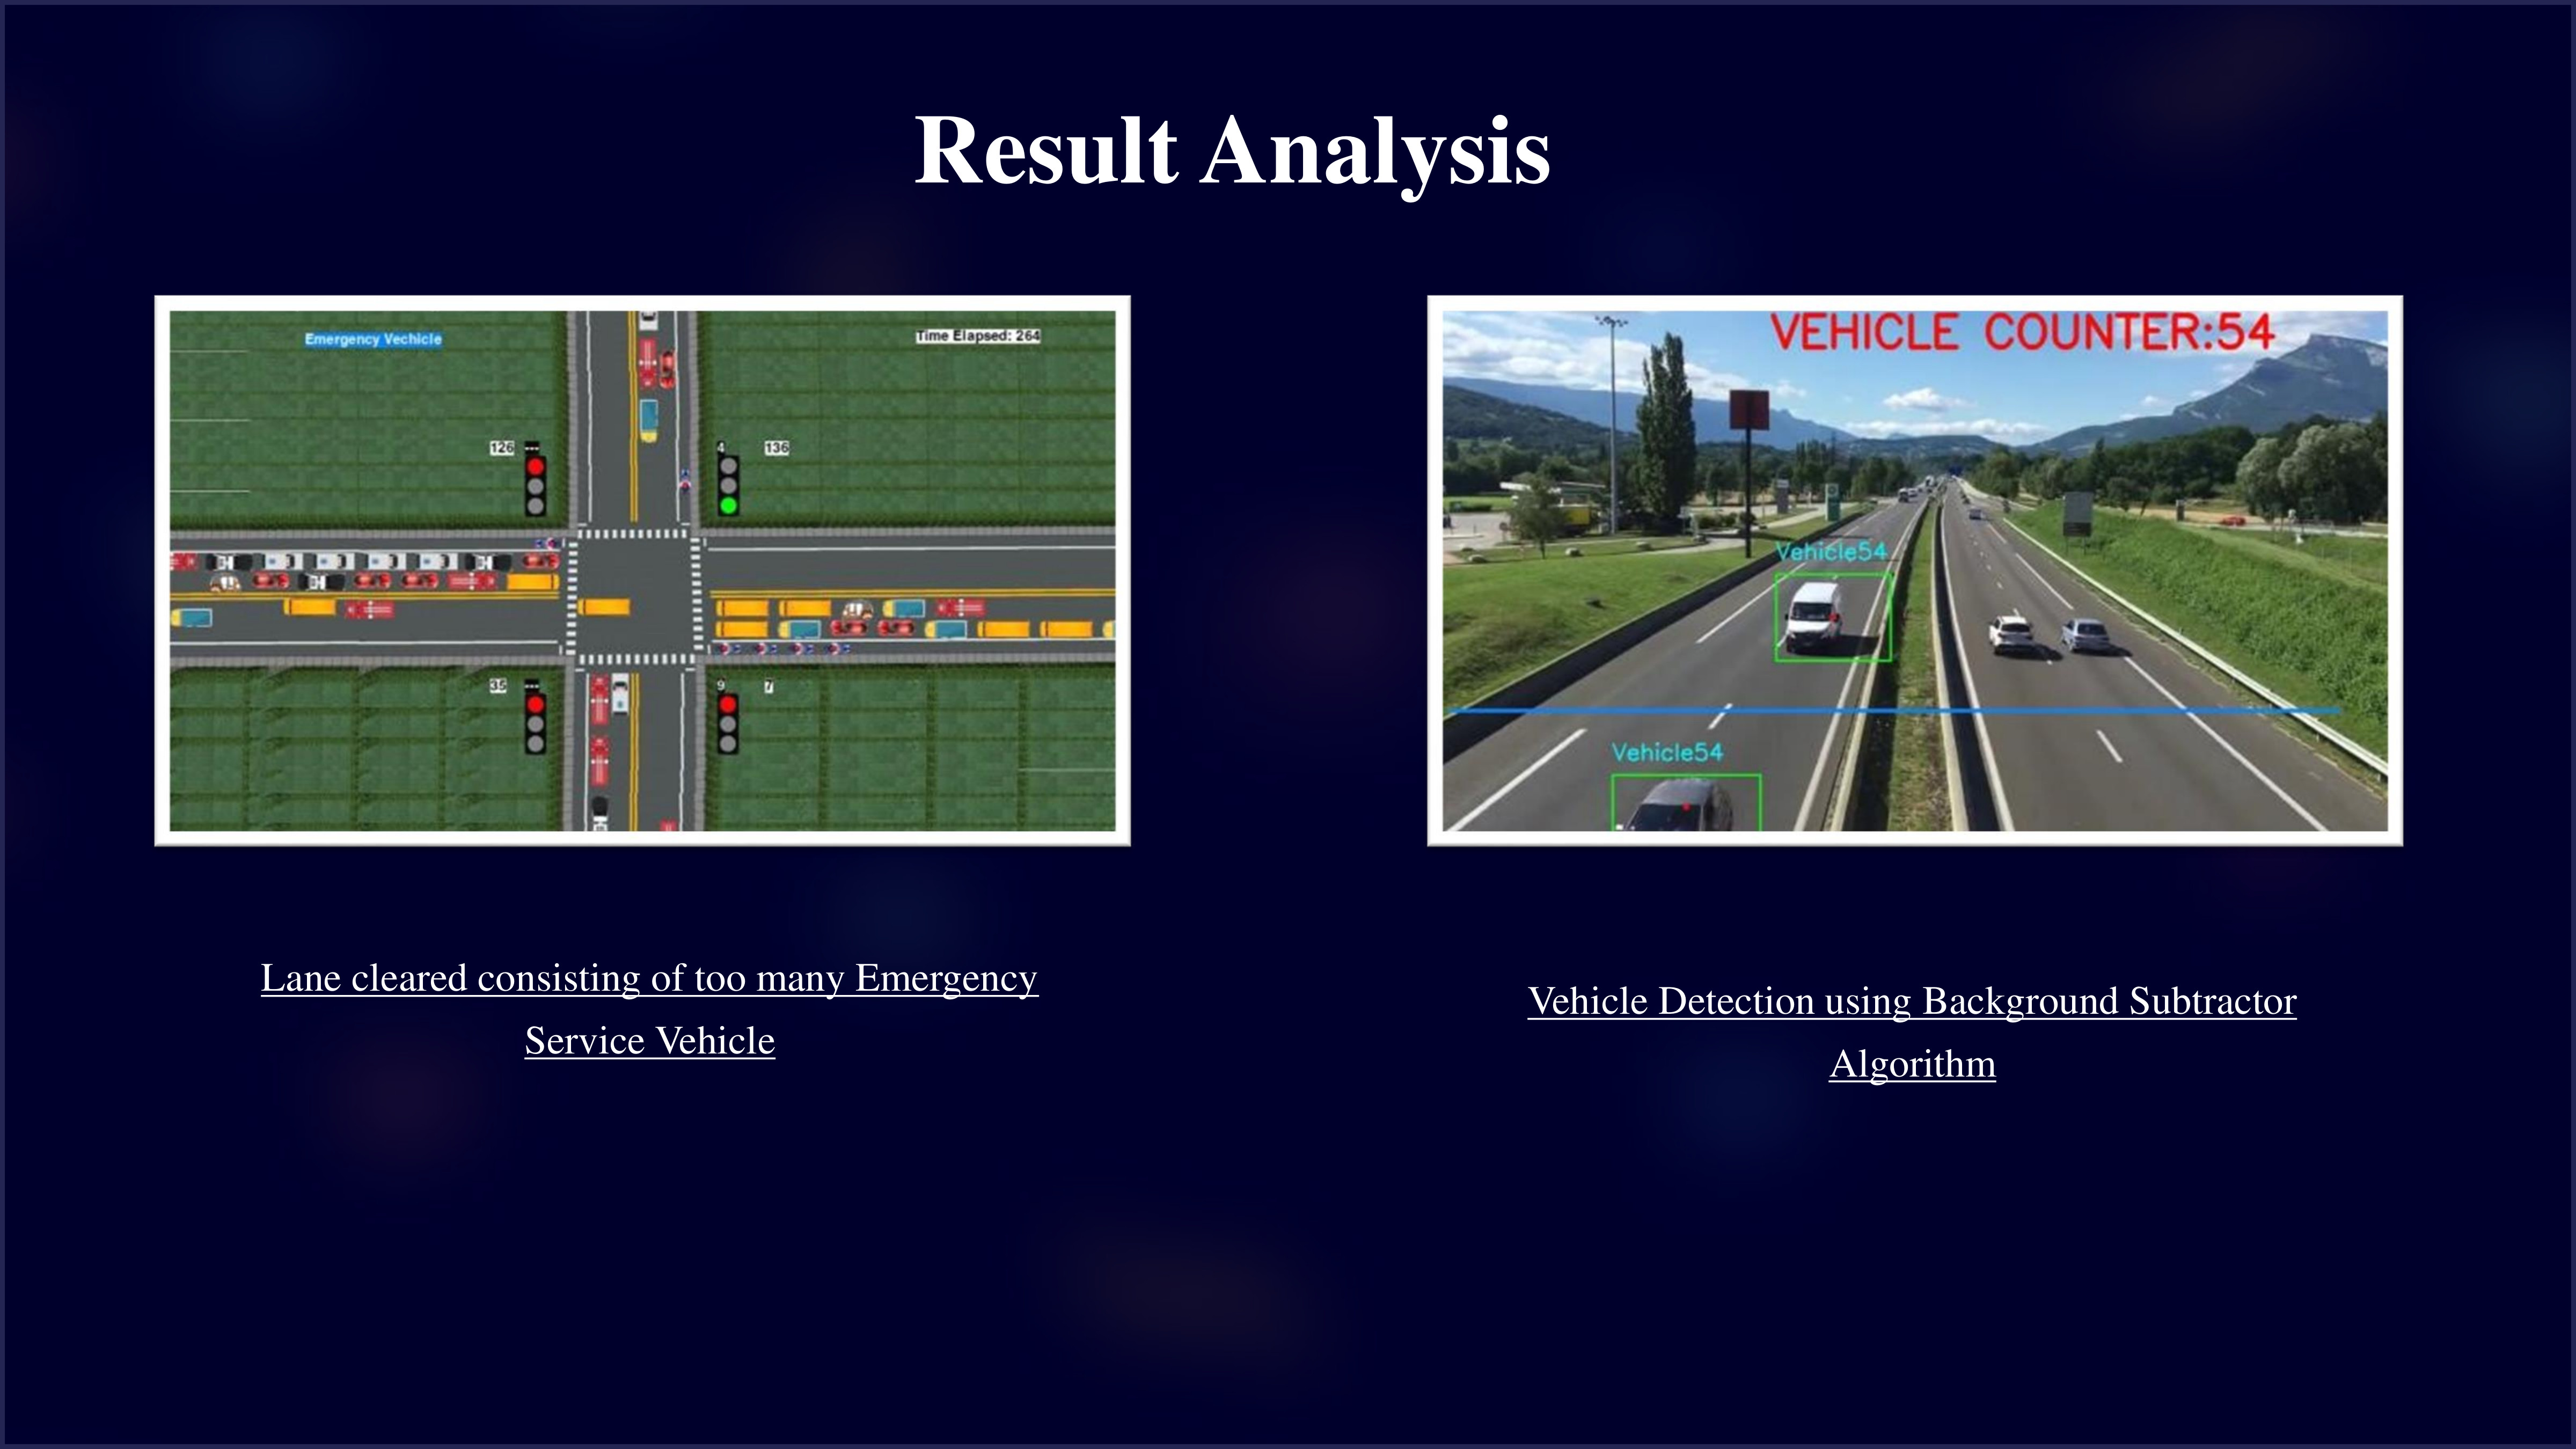 Result Analysis
Emergency Vechicle
Time Elapsed: 264
126 ---
4 136
35 ---
9 7
VEHICLE COUNTER:54
Vehicle54
Vehicle54
Lane cleared consisting of too many Emergency
Service Vehicle
Vehicle Detection using Background Subtractor
Algorithm